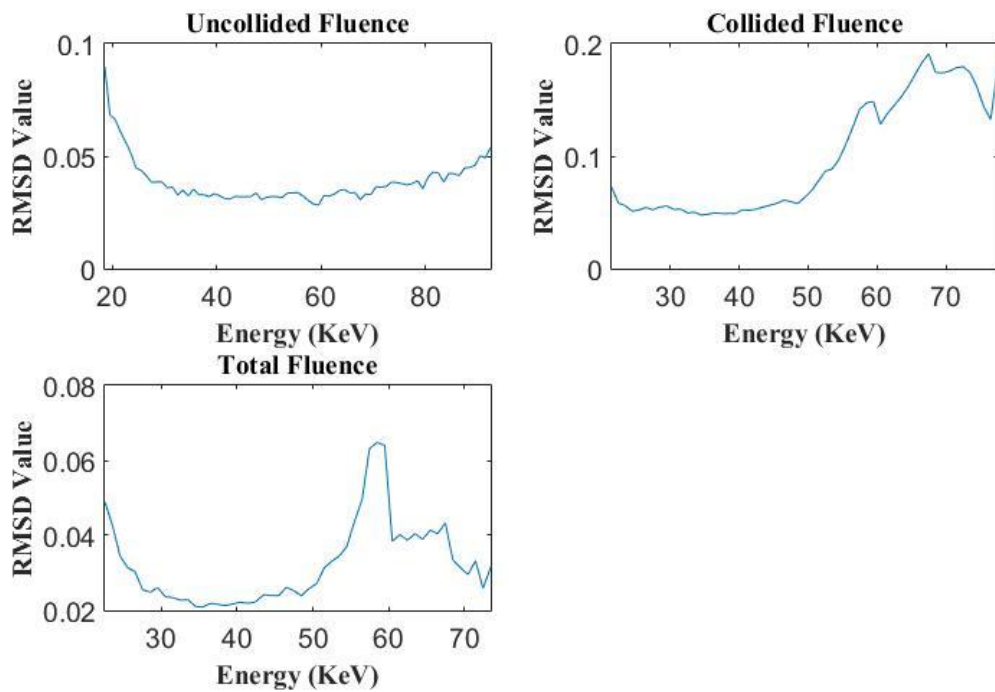 Uncollided Fluence
0.1
0.05
0
RMSD Value
20 40 60 80
Energy (KeV)
Collided Fluence
0.2
0.1
0
RMSD Value
30 40 50 60 70
Energy (KeV)
Total Fluence
0.08
0.06
0.04
0.02
RMSD Value
30 40 50 60 70
Energy (KeV)